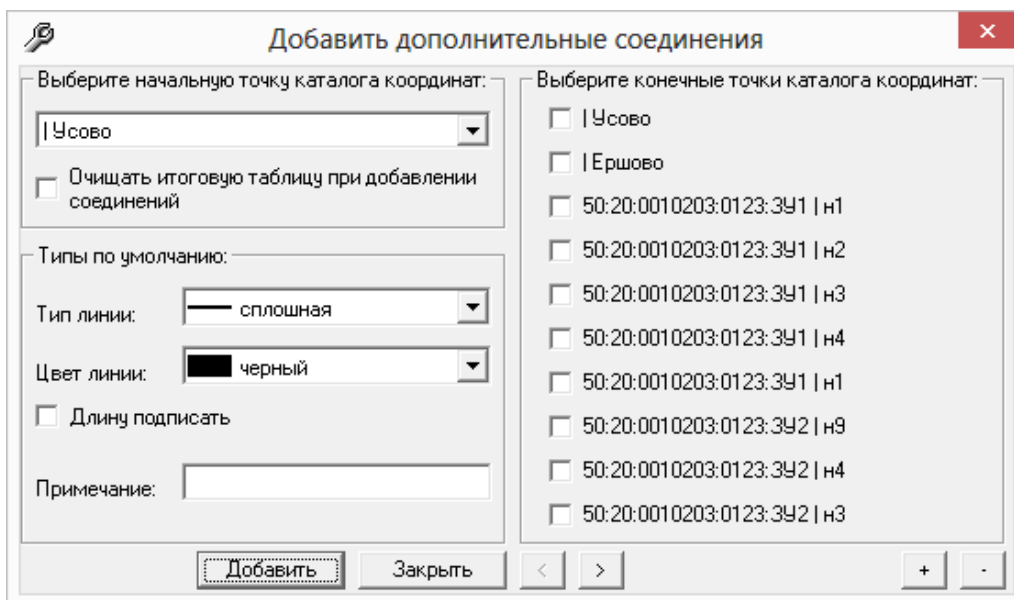 Добавить дополнительные соединения
Выберите начальную точку каталога координат:
| Усово
Очищать итоговую таблицу при добавлении
соединений
Типы по умолчанию:
Тип линии:
сплошная
Цвет линии:
черный
Длину подписать
Примечание:
Выберите конечные точки каталога координат:
| Усово
| Ершово
50:20:0010203:0123:ЗУ1 | н1
50:20:0010203:0123:ЗУ1 | н2
50:20:0010203:0123:ЗУ1 | н3
50:20:0010203:0123:ЗУ1 | н4
50:20:0010203:0123:ЗУ1 | н1
50:20:0010203:0123:ЗУ2 | н9
50:20:0010203:0123:ЗУ2 | н4
50:20:0010203:0123:ЗУ2 | н3
Добавить
Закрыть
< > + -